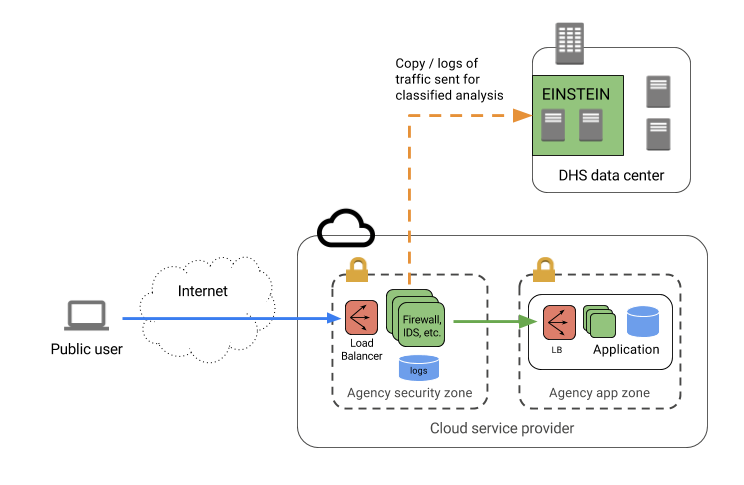 Copy / logs of
traffic sent for
classified analysis
EINSTEIN
DHS data center
Internet
Public user
Load
Balancer
Firewall,
IDS, etc.
logs
Agency security zone
LB
Application
Agency app zone
Cloud service provider